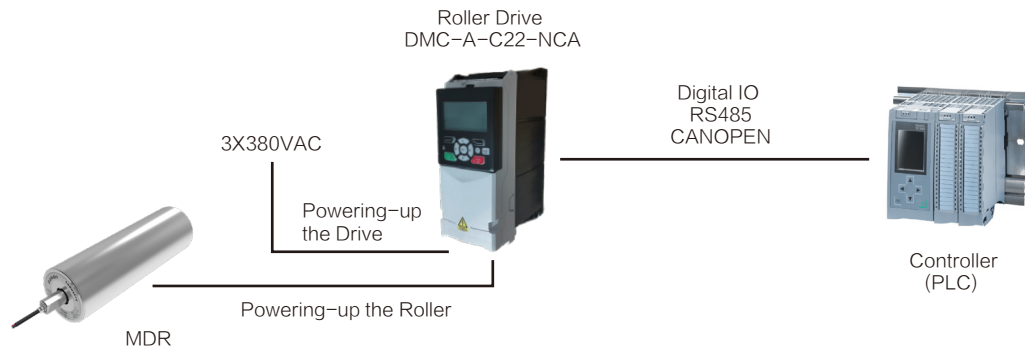 Roller Drive
DMC-A-C22-NCA
Digital IO
RS485
CANOPEN
3X380VAC
Powering-up
the Drive
Controller
(PLC)
Powering-up the Roller
MDR